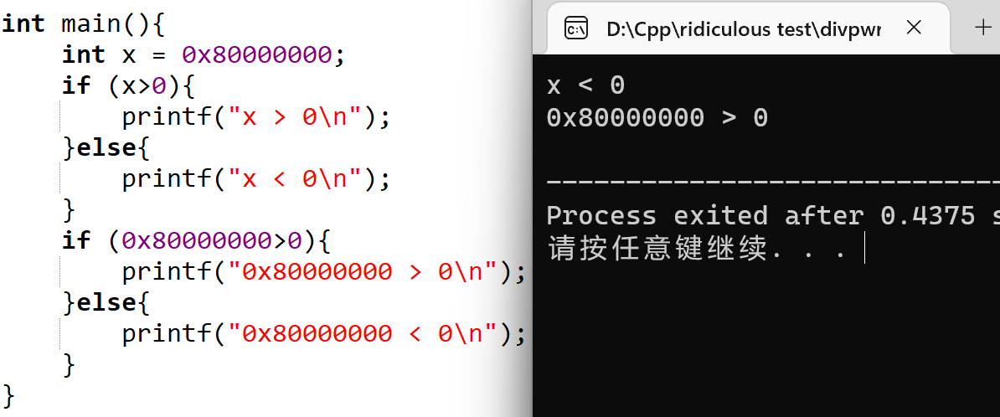 int main(){
    int x = 0x80000000;
    if (x>0){
        printf("x > 0\n");
    }else{
        printf("x < 0\n");
    }
    if (0x80000000>0){
        printf("0x80000000 > 0\n");
    }else{
        printf("0x80000000 < 0\n");
    }
}
D:\Cpp\ridiculous test\divpwr
x < 0
0x80000000 > 0
--------------------------------
Process exited after 0.4375 s
请按任意键继续. . .